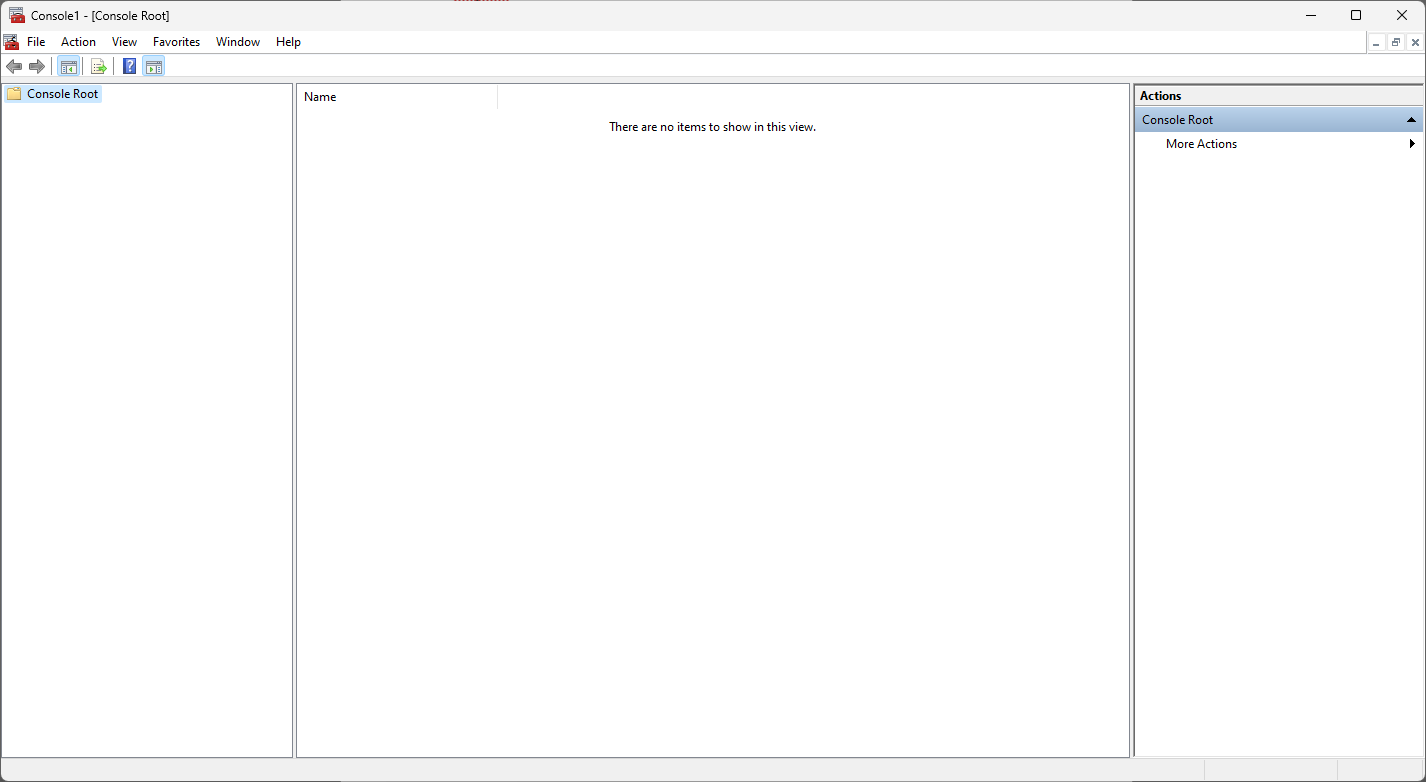 Console1 - [Console Root]
File Action View Favorites Window Help
?
Console Root
Name
There are no items to show in this view.
Actions
Console Root
More Actions